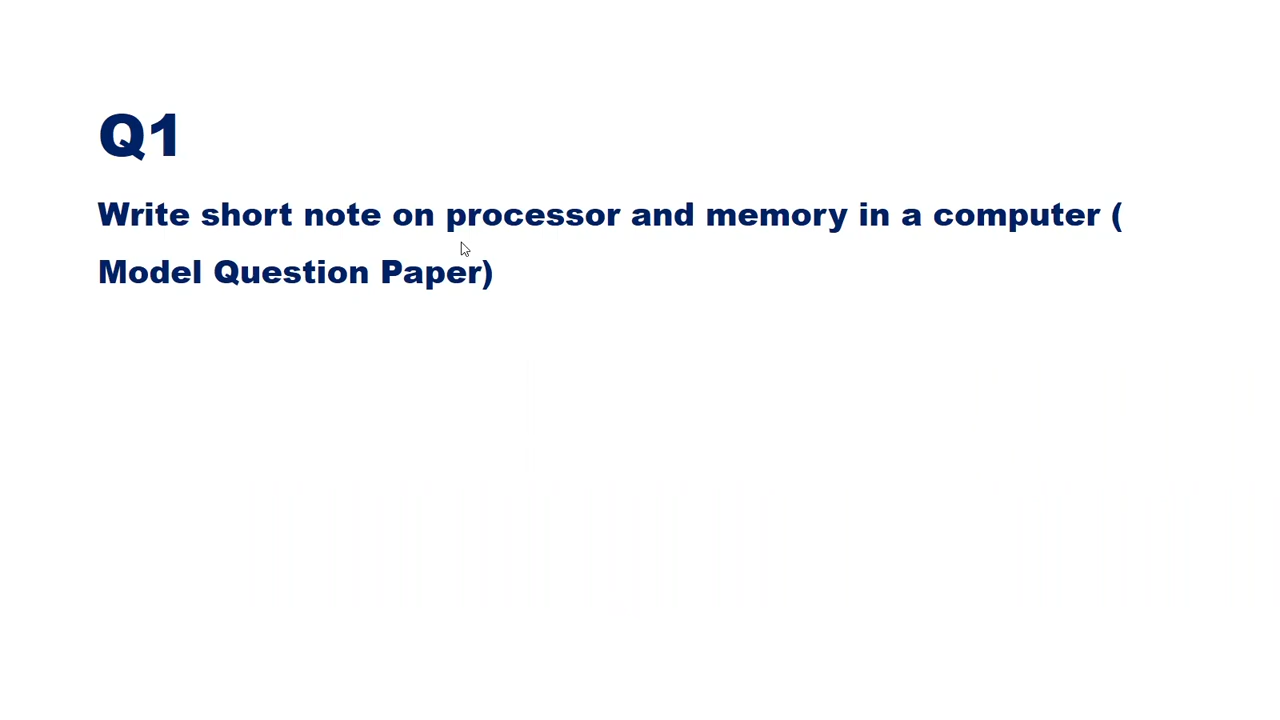 Q1
Write short note on processor and memory in a computer (
Model Question Paper)